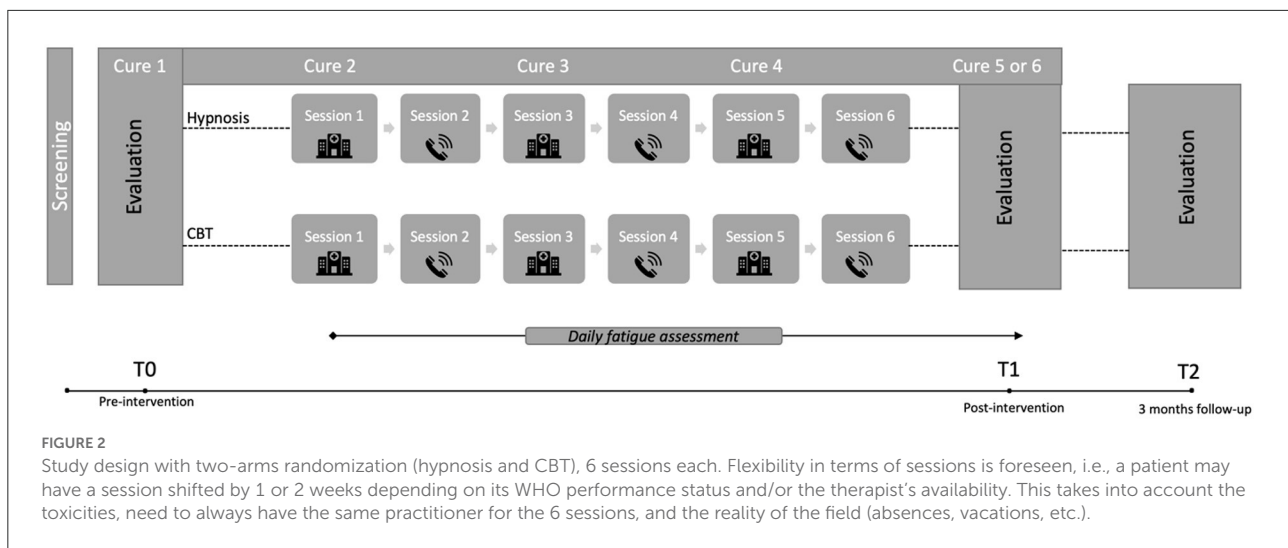 Screening
Cure 1
Cure 2
Cure 3
Cure 4
Cure 5 or 6
Evaluation
Hypnosis
Session 1
Session 2
Session 3
Session 4
Session 5
Session 6
Evaluation
Evaluation
CBT
Session 1
Session 2
Session 3
Session 4
Session 5
Session 6
Daily fatigue assessment
T0
T1
T2
Pre-intervention
Post-intervention
3 months follow-up
FIGURE 2
Study design with two-arms randomization (hypnosis and CBT), 6 sessions each. Flexibility in terms of sessions is foreseen, i.e., a patient may
have a session shifted by 1 or 2 weeks depending on its WHO performance status and/or the therapist's availability. This takes into account the
toxicities, need to always have the same practitioner for the 6 sessions, and the reality of the field (absences, vacations, etc.).